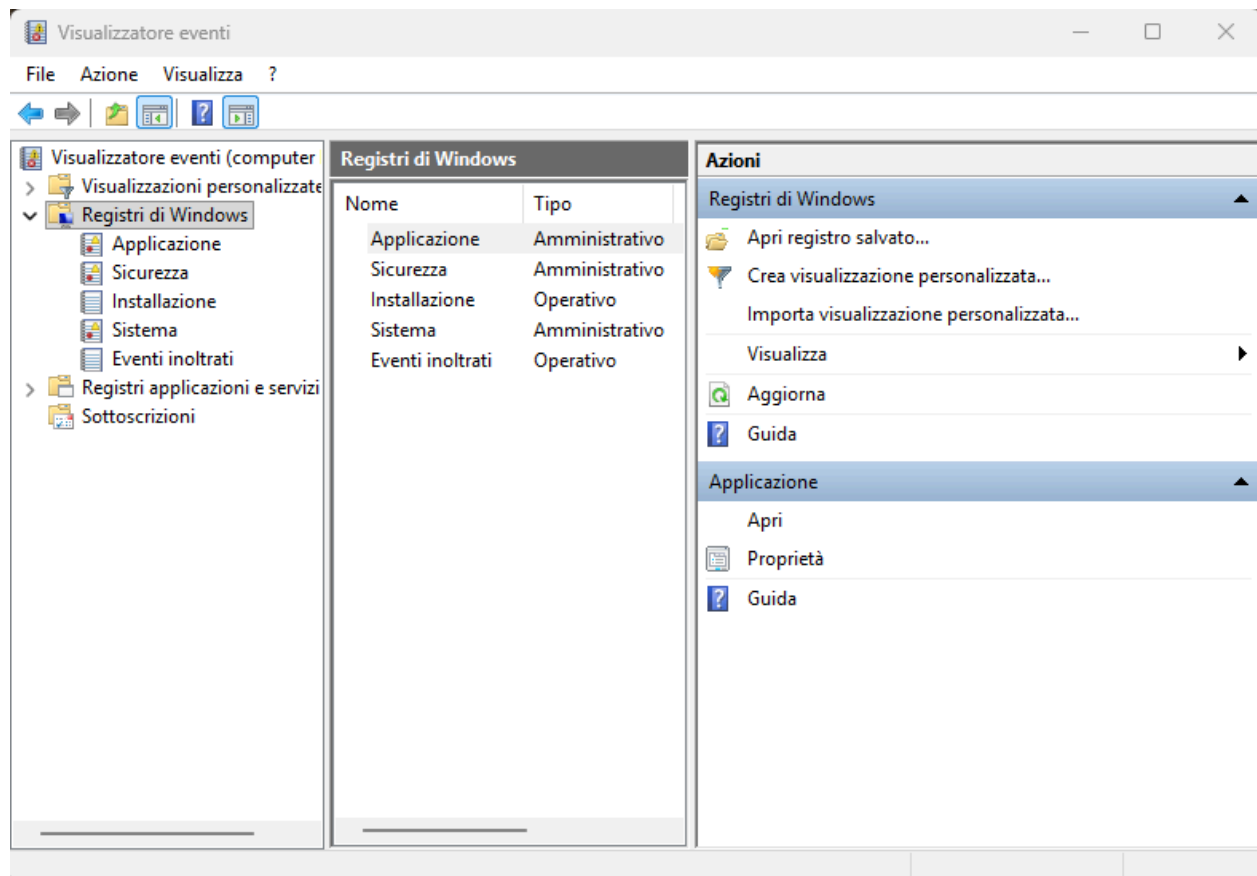 Visualizzatore eventi
File Azione Visualizza ?
Visualizzatore eventi (computer
Visualizzazioni personalizzate
Registri di Windows
Applicazione
Sicurezza
Installazione
Sistema
Eventi inoltrati
Registri applicazioni e servizi
Sottoscrizioni
Registri di Windows
Nome Tipo
Applicazione Amministrativo
Sicurezza Amministrativo
Installazione Operativo
Sistema Amministrativo
Eventi inoltrati Operativo
Azioni
Registri di Windows
Apri registro salvato...
Crea visualizzazione personalizzata...
Importa visualizzazione personalizzata...
Visualizza
Aggiorna
Guida
Applicazione
Apri
Proprietà
Guida